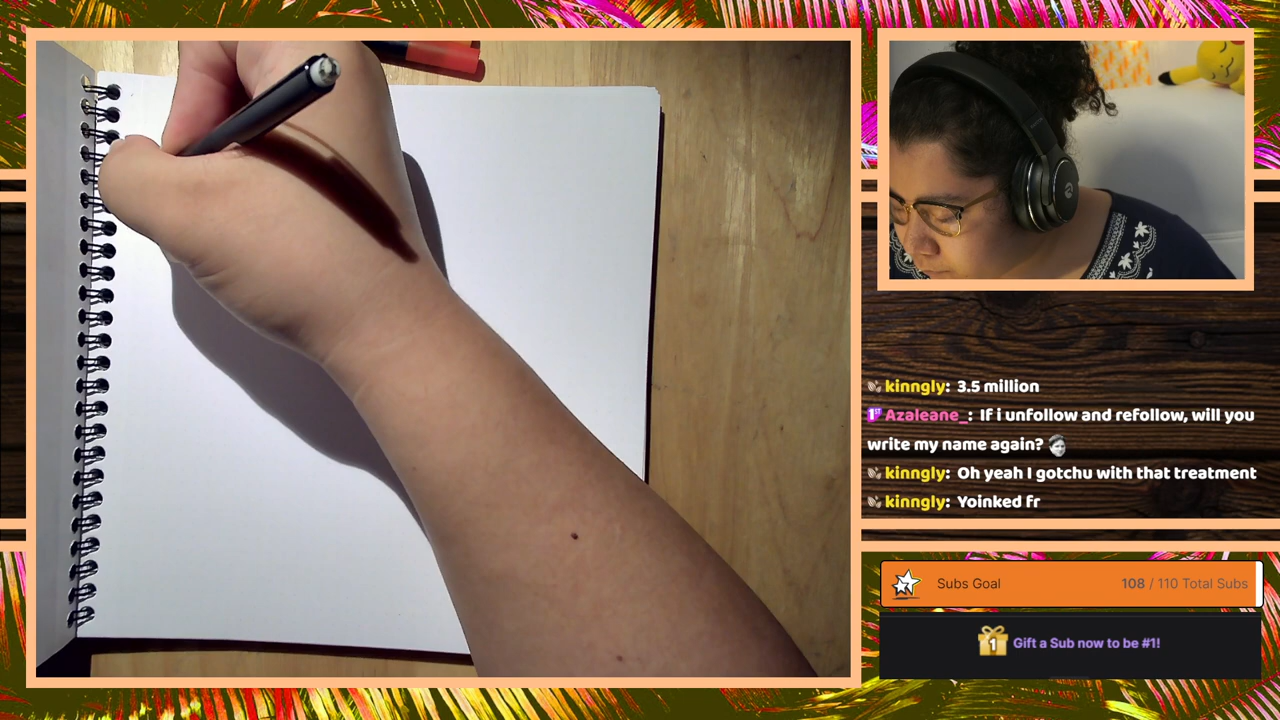 kinngly: 3.5 million
Azaleane_: If i unfollow and refollow, will you
write my name again?
kinngly: Oh yeah I gotchu with that treatment
kinngly: Yoinked fr
Subs Goal 108 / 110 Total Subs
1 Gift a Sub now to be #1!